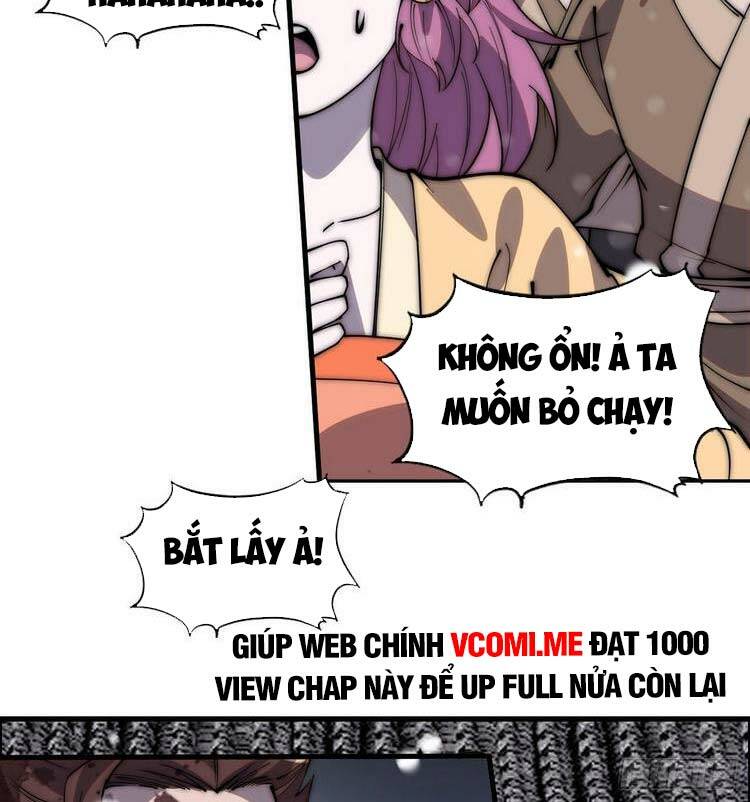 HAHAHAHA!!
KHÔNG ỔN! Ả TA
MUỐN BỎ CHẠY!
BẮT LẤY Ả!
GIÚP WEB CHÍNH VCOMI.ME ĐẠT 1000
VIEW CHAP NÀY ĐỂ UP FULL NỬA CÒN LẠI